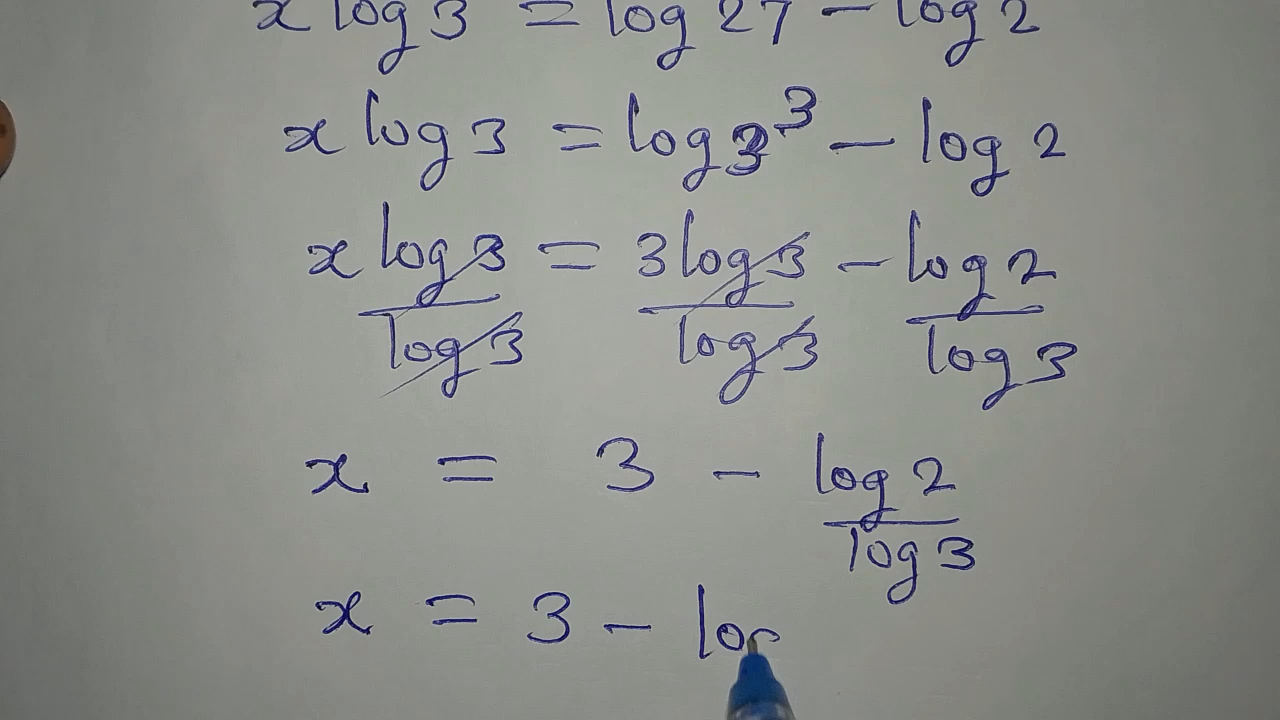 x log 3 = log 27 - log 2
x log 3 = log 3³ - log 2
x log 3 = 3 log 3 - log 2
log 3 log 3 log 3
x = 3 - log 2
log 3
x = 3 - lo